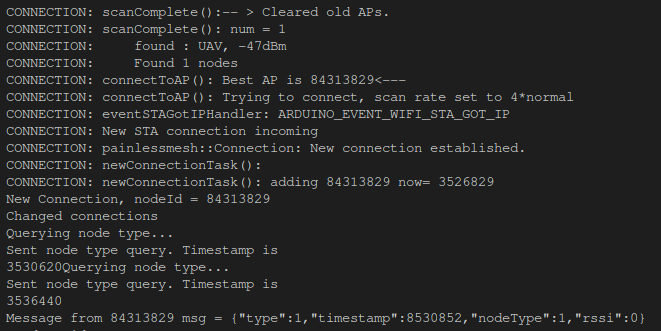 CONNECTION: scanComplete():-- > Cleared old APs.
CONNECTION: scanComplete(): num = 1
CONNECTION: found : UAV, -47dBm
CONNECTION: Found 1 nodes
CONNECTION: connectToAP(): Best AP is 84313829<---
CONNECTION: connectToAP(): Trying to connect, scan rate set to 4*normal
CONNECTION: eventSTAGotIPHandler: ARDUINO_EVENT_WIFI_STA_GOT_IP
CONNECTION: New STA connection incoming
CONNECTION: painlessmesh::Connection: New connection established.
CONNECTION: newConnectionTask():
CONNECTION: newConnectionTask(): adding 84313829 now= 3526829
New Connection, nodeId = 84313829
Changed connections
Querying node type...
Sent node type query. Timestamp is
3530620Querying node type...
Sent node type query. Timestamp is
3536440
Message from 84313829 msg = {"type":1,"timestamp":8530852,"nodeType":1,"rssi":0}